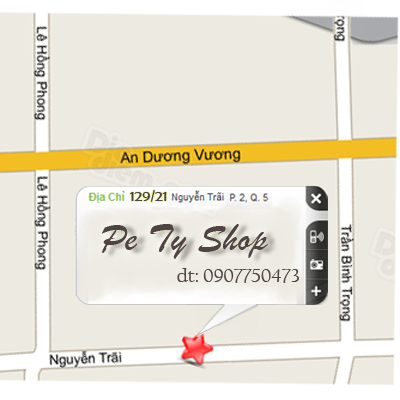 Lê Hồng Phong
An Dương Vương
Lê Hồng Phong
Địa Chỉ 129/21 Nguyễn Trãi P. 2, Q. 5
Pe Ty Shop
dt: 0907750473
Trần Bình Trọng
Nguyễn Trãi